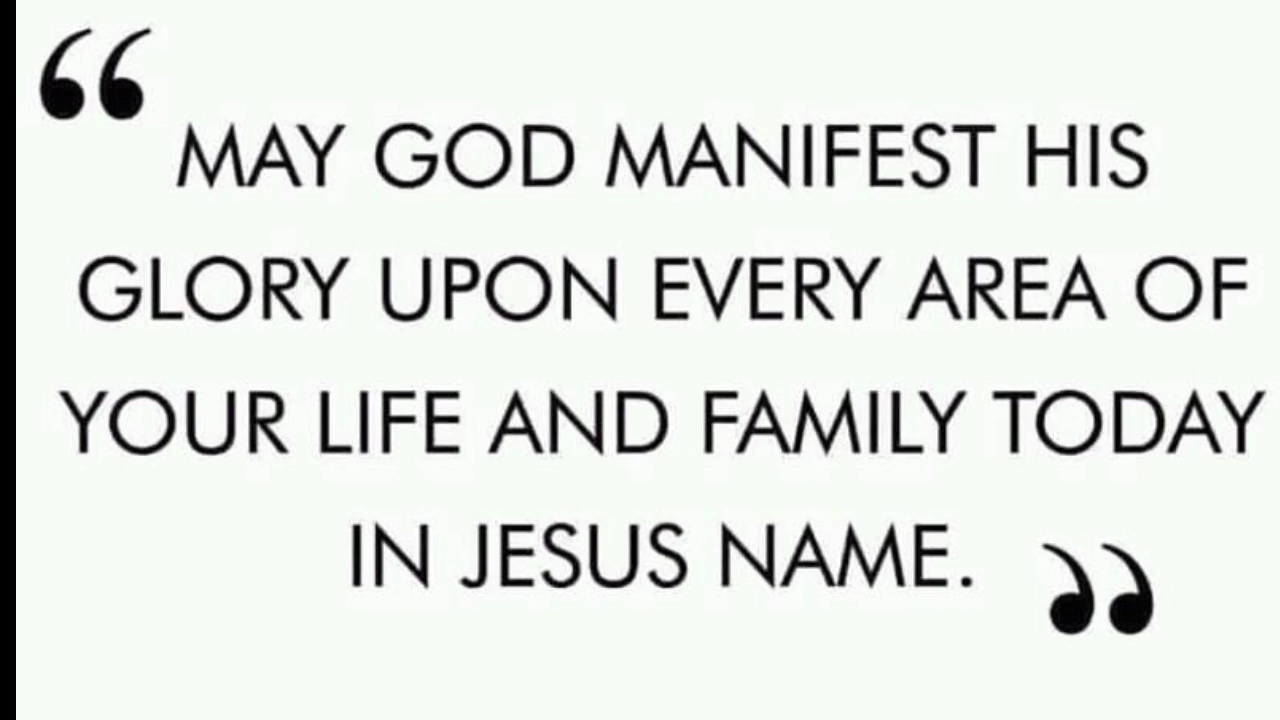 “ MAY GOD MANIFEST HIS
GLORY UPON EVERY AREA OF
YOUR LIFE AND FAMILY TODAY
IN JESUS NAME. ”